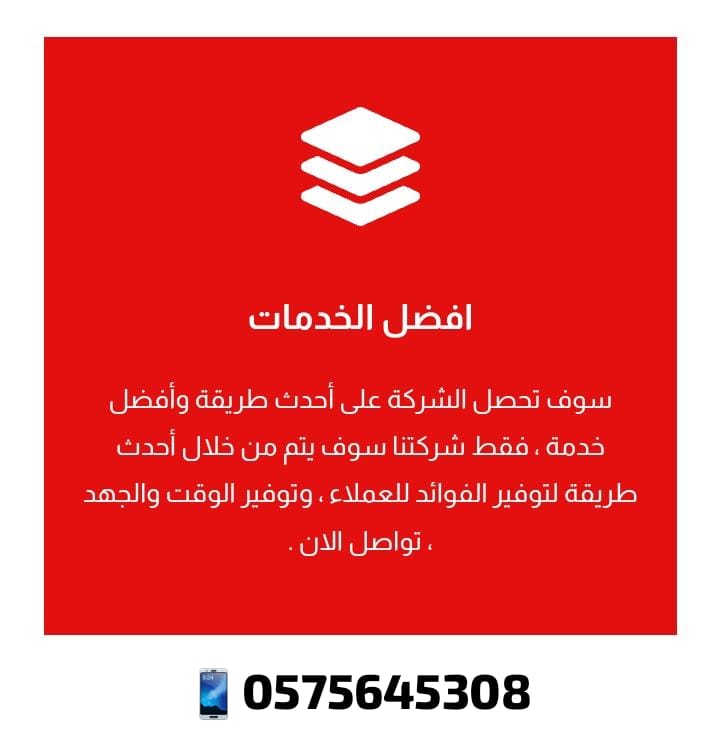 افضل الخدمات
سوف تحصل الشركة على أحدث طريقة وأفضل
خدمة ، فقط شركتنا سوف يتم من خلال أحدث
طريقة لتوفير الفوائد للعملاء ، وتوفير الوقت والجهد
، تواصل الان .
0575645308